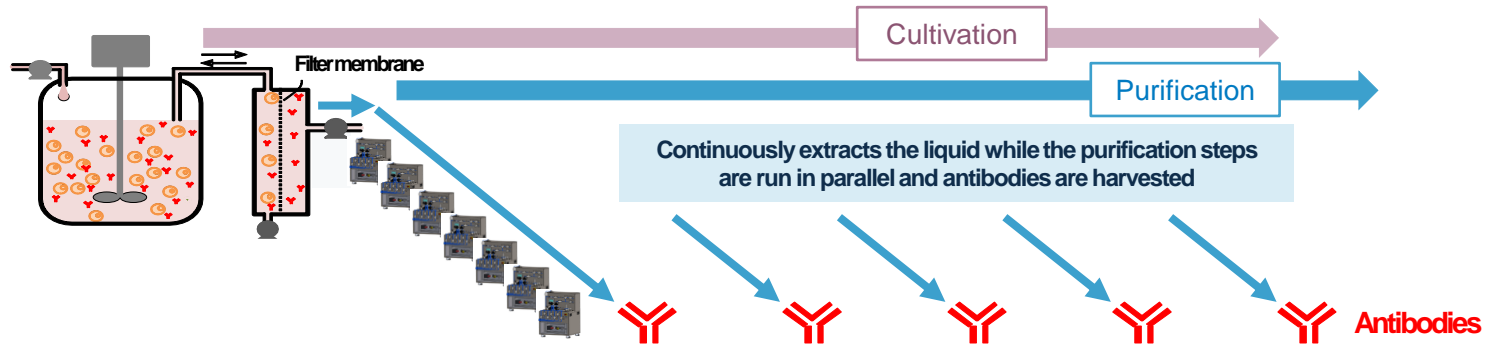 Cultivation
Filter membrane
Purification
Continuously extracts the liquid while the purification steps
are run in parallel and antibodies are harvested
Antibodies